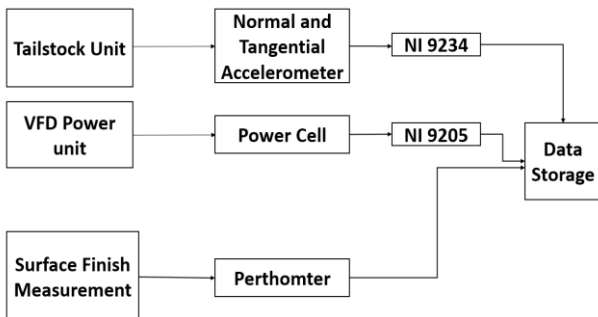 Tailstock Unit
Normal and
Tangential
Accelerometer
NI 9234
VFD Power
unit
Power Cell
NI 9205
Data
Storage
Surface Finish
Measurement
Perthomter